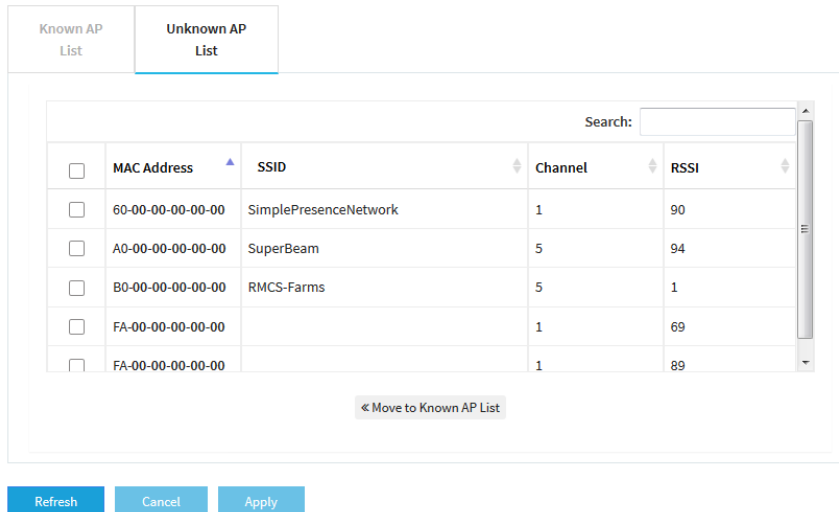 Known AP
List
Unknown AP
List
Search:
MAC Address SSID Channel RSSI
60-00-00-00-00-00 SimplePresenceNetwork 1 90
A0-00-00-00-00-00 SuperBeam 5 94
B0-00-00-00-00-00 RMCS-Farms 5 1
FA-00-00-00-00-00 1 69
FA-00-00-00-00-00 1 89
« Move to Known AP List
Refresh Cancel Apply